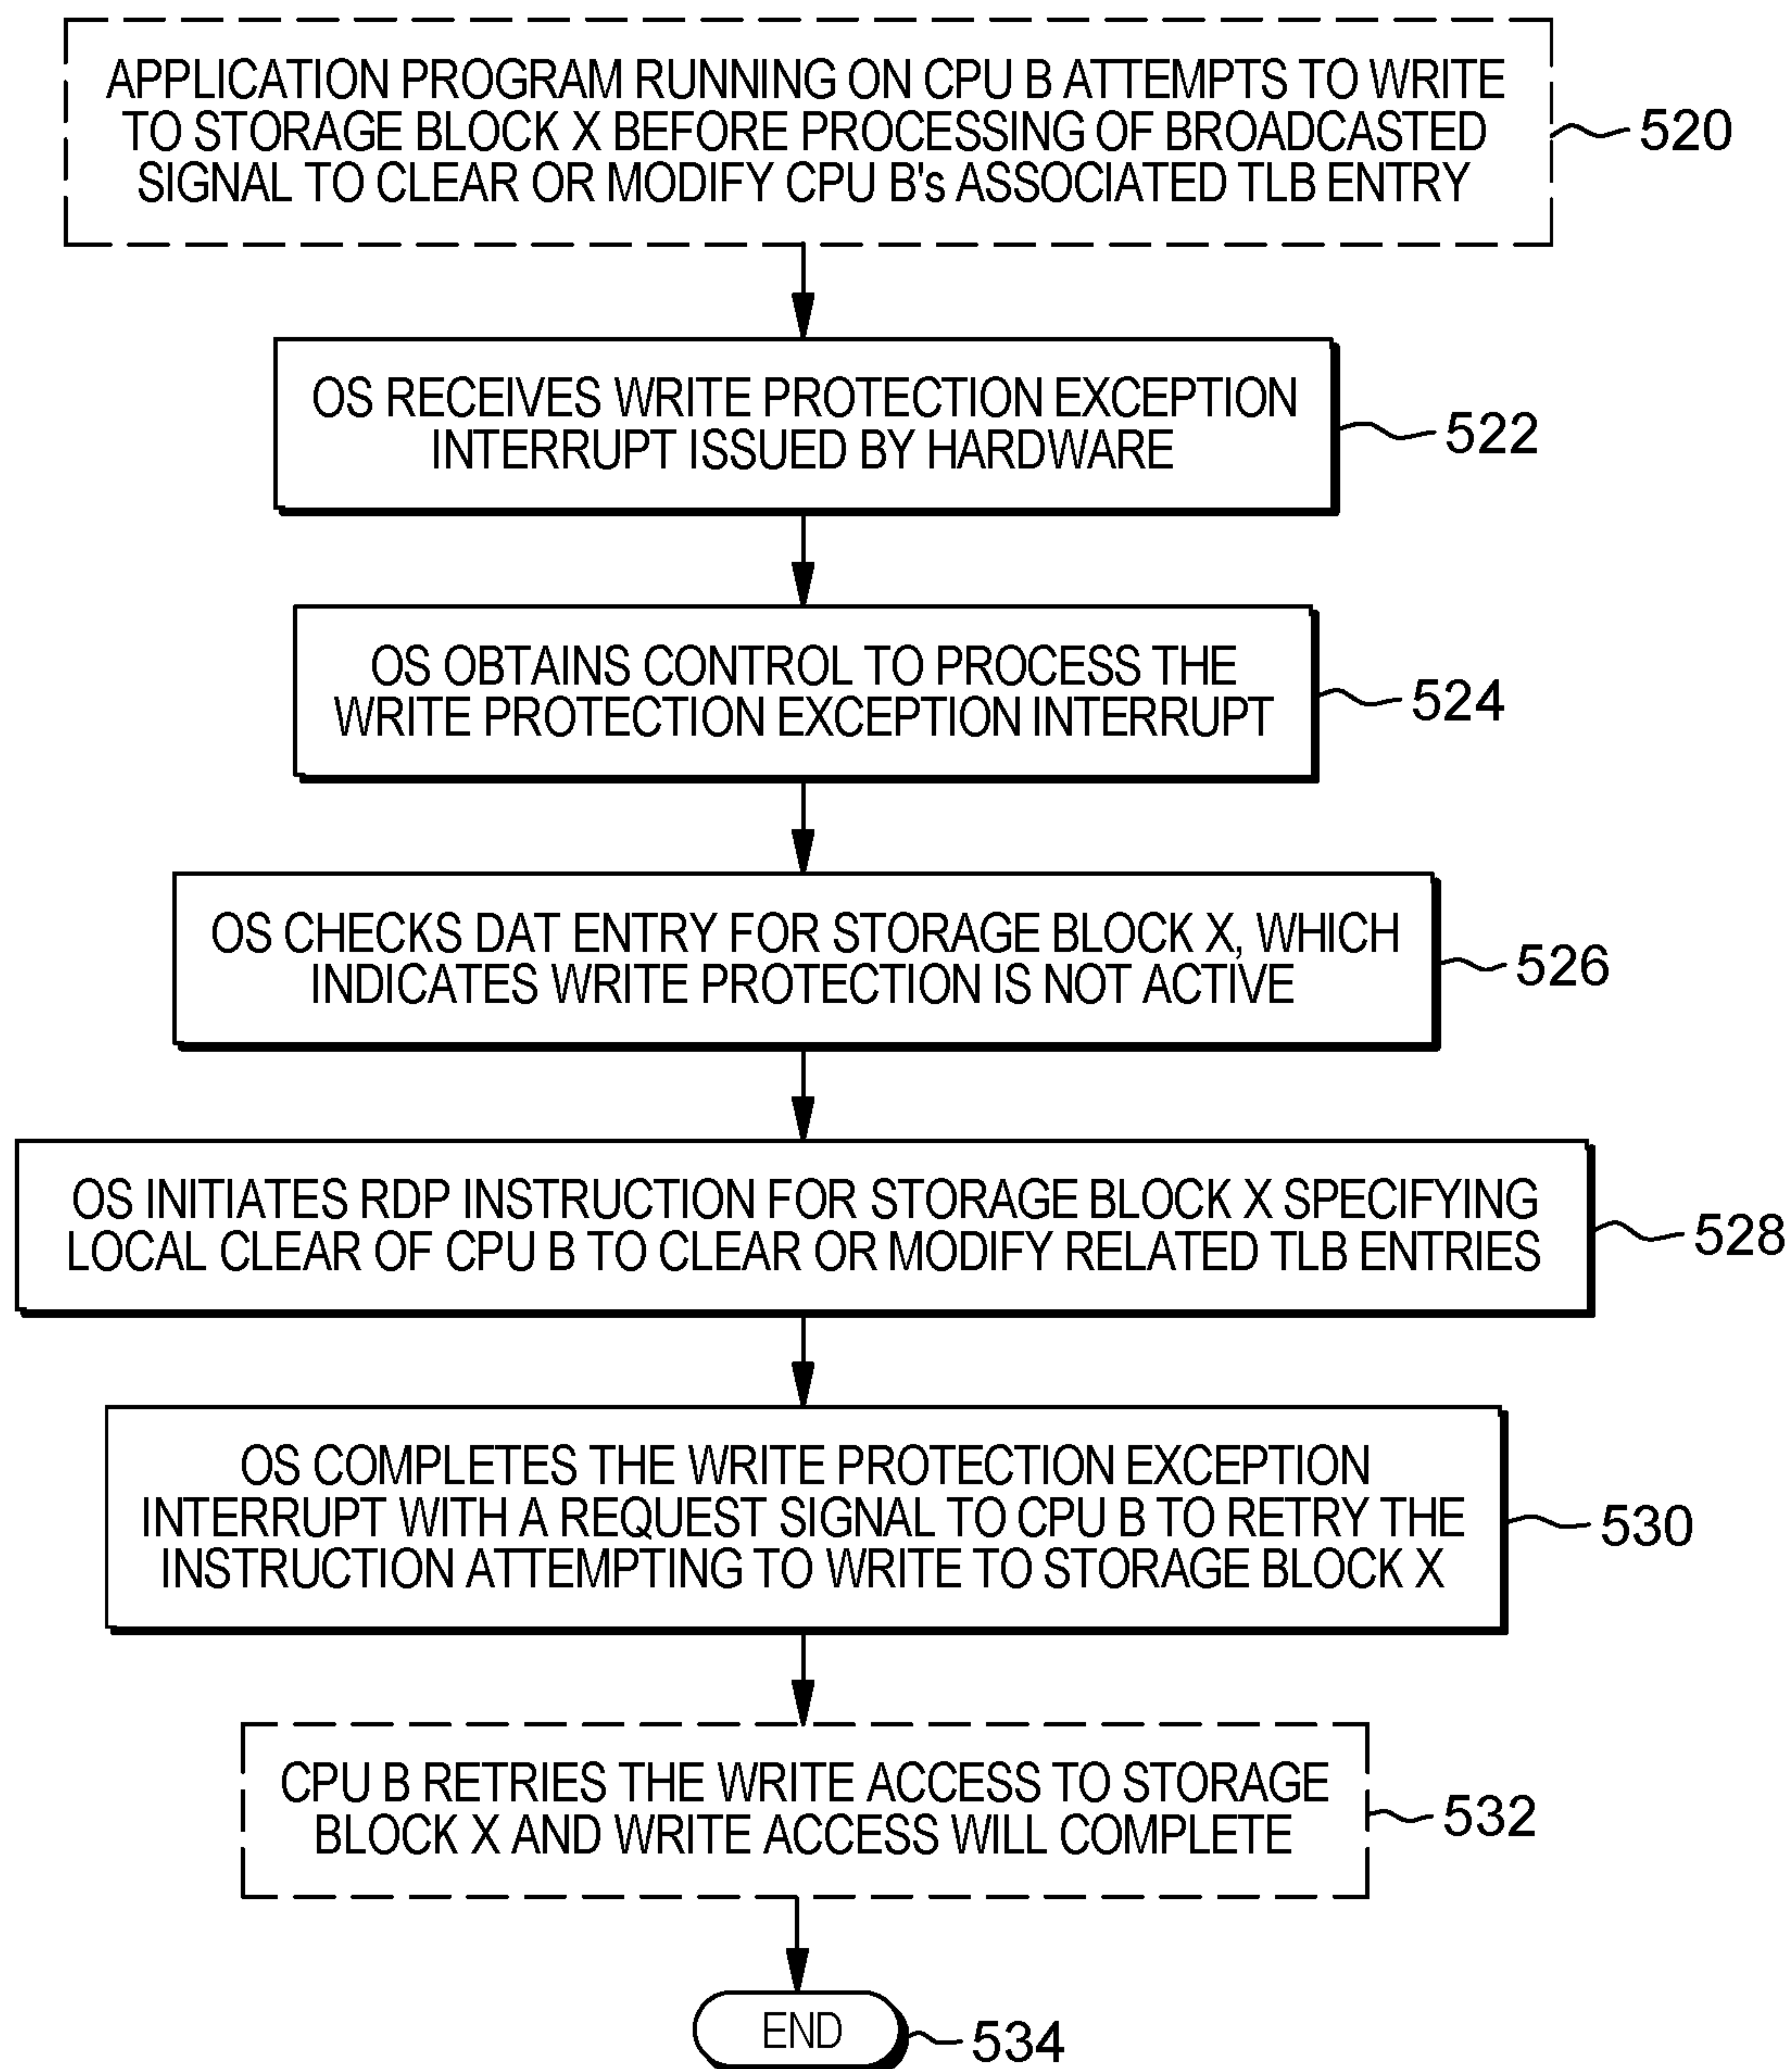 APPLICATION PROGRAM RUNNING ON CPU B ATTEMPTS TO WRITE
TO STORAGE BLOCK X BEFORE PROCESSING OF BROADCASTED
SIGNAL TO CLEAR OR MODIFY CPU B's ASSOCIATED TLB ENTRY
520
OS RECEIVES WRITE PROTECTION EXCEPTION
INTERRUPT ISSUED BY HARDWARE
522
OS OBTAINS CONTROL TO PROCESS THE
WRITE PROTECTION EXCEPTION INTERRUPT
524
OS CHECKS DAT ENTRY FOR STORAGE BLOCK X, WHICH
INDICATES WRITE PROTECTION IS NOT ACTIVE
526
OS INITIATES RDP INSTRUCTION FOR STORAGE BLOCK X SPECIFYING
LOCAL CLEAR OF CPU B TO CLEAR OR MODIFY RELATED TLB ENTRIES
528
OS COMPLETES THE WRITE PROTECTION EXCEPTION
INTERRUPT WITH A REQUEST SIGNAL TO CPU B TO RETRY THE
INSTRUCTION ATTEMPTING TO WRITE TO STORAGE BLOCK X
530
CPU B RETRIES THE WRITE ACCESS TO STORAGE
BLOCK X AND WRITE ACCESS WILL COMPLETE
532
END
534